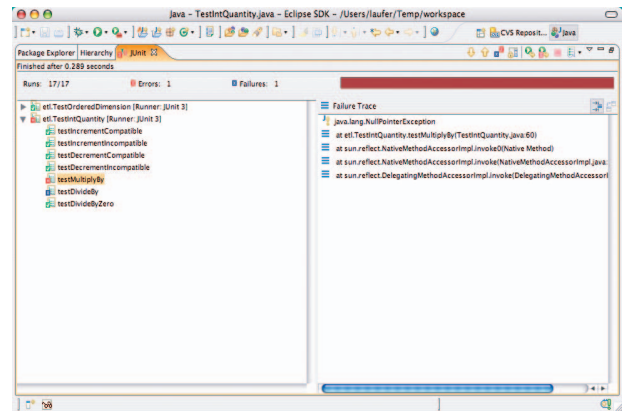 Java - TestIntQuantity.java - Eclipse SDK - /Users/laufer/Temp/workspace
CVS Reposit... Java
Package Explorer Hierarchy JUnit
Finished after 0.289 seconds
Runs: 17/17 Errors: 1 Failures: 1
etl.TestOrderedDimension [Runner: JUnit 3]
etl.TestIntQuantity [Runner: JUnit 3]
testIncrementCompatible
testIncrementIncompatible
testDecrementCompatible
testDecrementIncompatible
testMultiplyBy
testDivideBy
testDivideByZero
Failure Trace
java.lang.NullPointerException
at etl.TestIntQuantity.testMultiplyBy(TestIntQuantity.java:60)
at sun.reflect.NativeMethodAccessorImpl.invoke0(Native Method)
at sun.reflect.NativeMethodAccessorImpl.invoke(NativeMethodAccessorImpl.java:
at sun.reflect.DelegatingMethodAccessorImpl.invoke(DelegatingMethodAccessorI